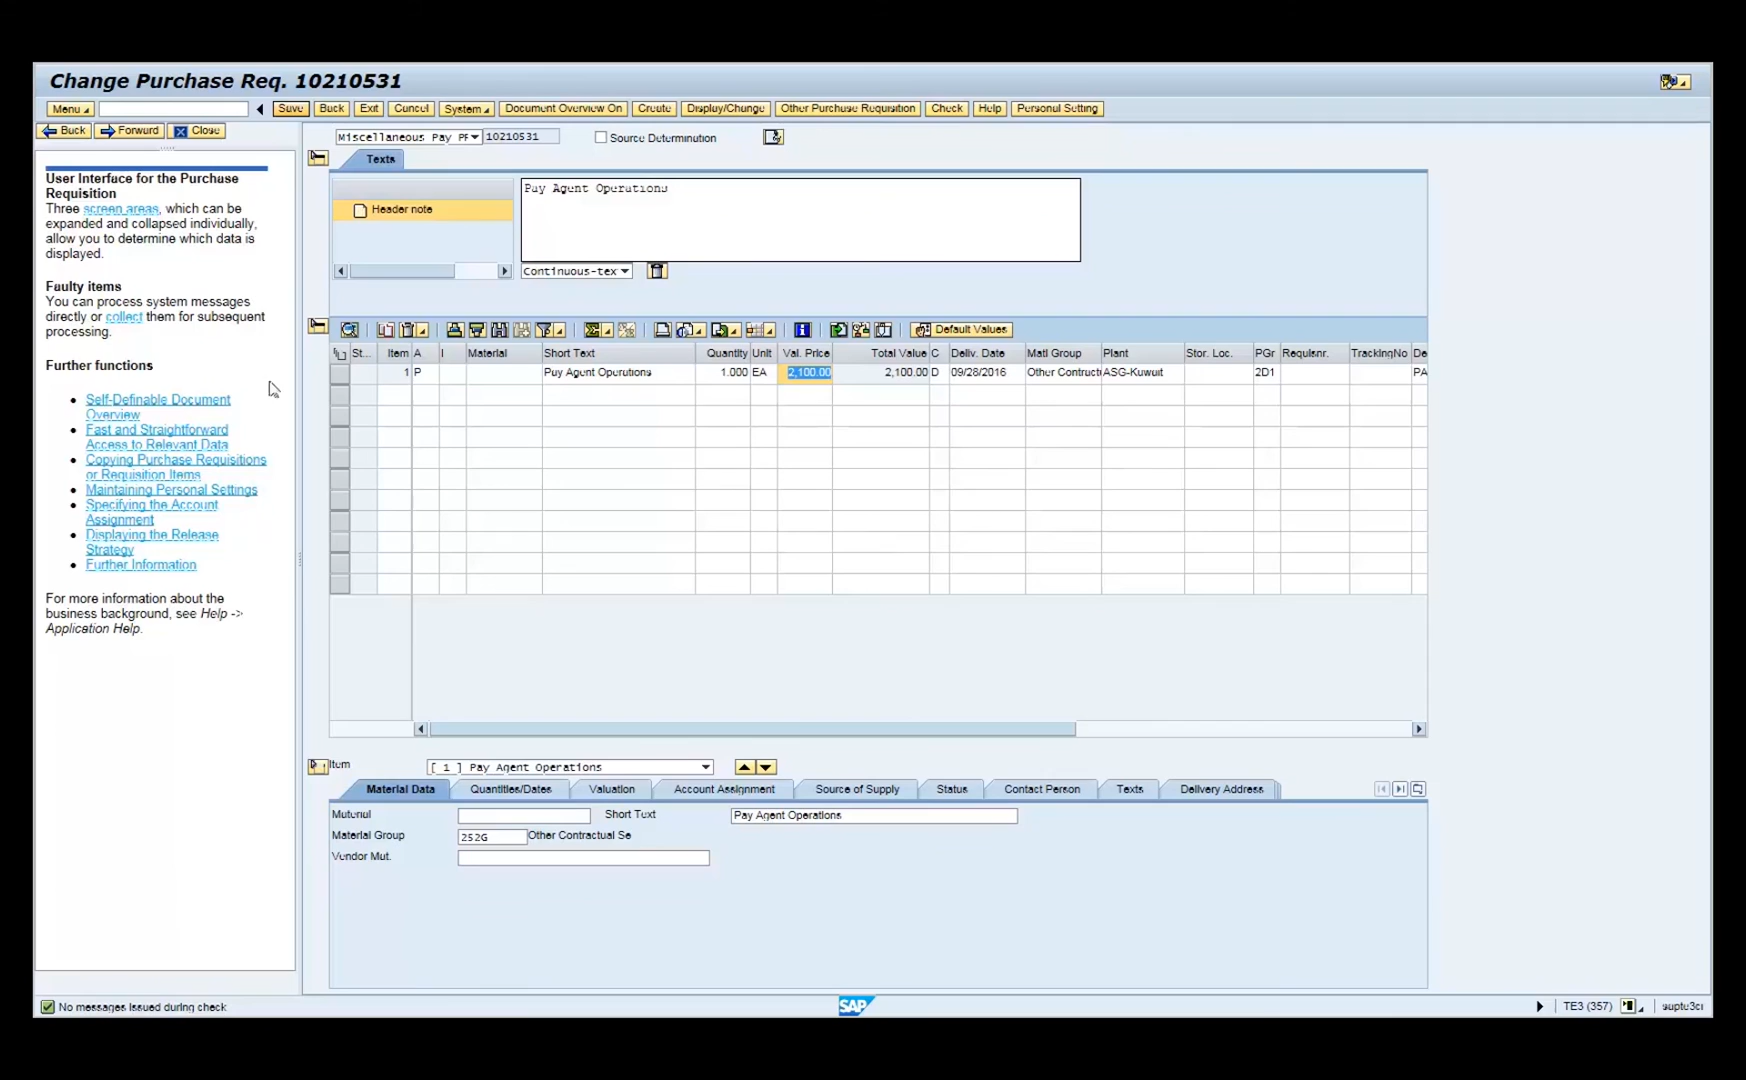 Change Purchase Req. 10210531
Menu Save Back Exit Cancel System Document Overview On Create Display/Change Other Purchase Requisition Check Help Personal Setting
Back Forward Close
User Interface for the Purchase
Requisition
Three screen areas, which can be
expanded and collapsed individually,
allow you to determine which data is
displayed.
Faulty items
You can process system messages
directly or collect them for subsequent
processing.
Further functions
Self-Definable Document
Overview
Fast and Straightforward
Access to Relevant Data
Copying Purchase Requisitions
or Requisition Items
Maintaining Personal Settings
Specifying the Account
Assignment
Displaying the Release
Strategy
Further Information
For more information about the
business background, see Help ->
Application Help.
Miscellaneous Pay PF 10210531 Source Determination
Texts
Pay Agent Operations
Header note
Continuous-tex
Default Values
St... Item A I Material Short Text Quantity Unit Val. Price Total Value C Deliv. Date Matl Group Plant Stor. Loc. PGr Requisnr. TrackingNo De
1 P Pay Agent Operations 1.000 EA 2,100.00 2,100.00 D 09/28/2016 Other Contracti ASG-Kuwait 2D1 PA
Item [ 1 ] Pay Agent Operations
Material Data Quantities/Dates Valuation Account Assignment Source of Supply Status Contact Person Texts Delivery Address
Material Short Text Pay Agent Operations
Material Group 252G Other Contractual Se
Vendor Mat.
No messages issued during check
SAP
TE3 (357) sapte3ci